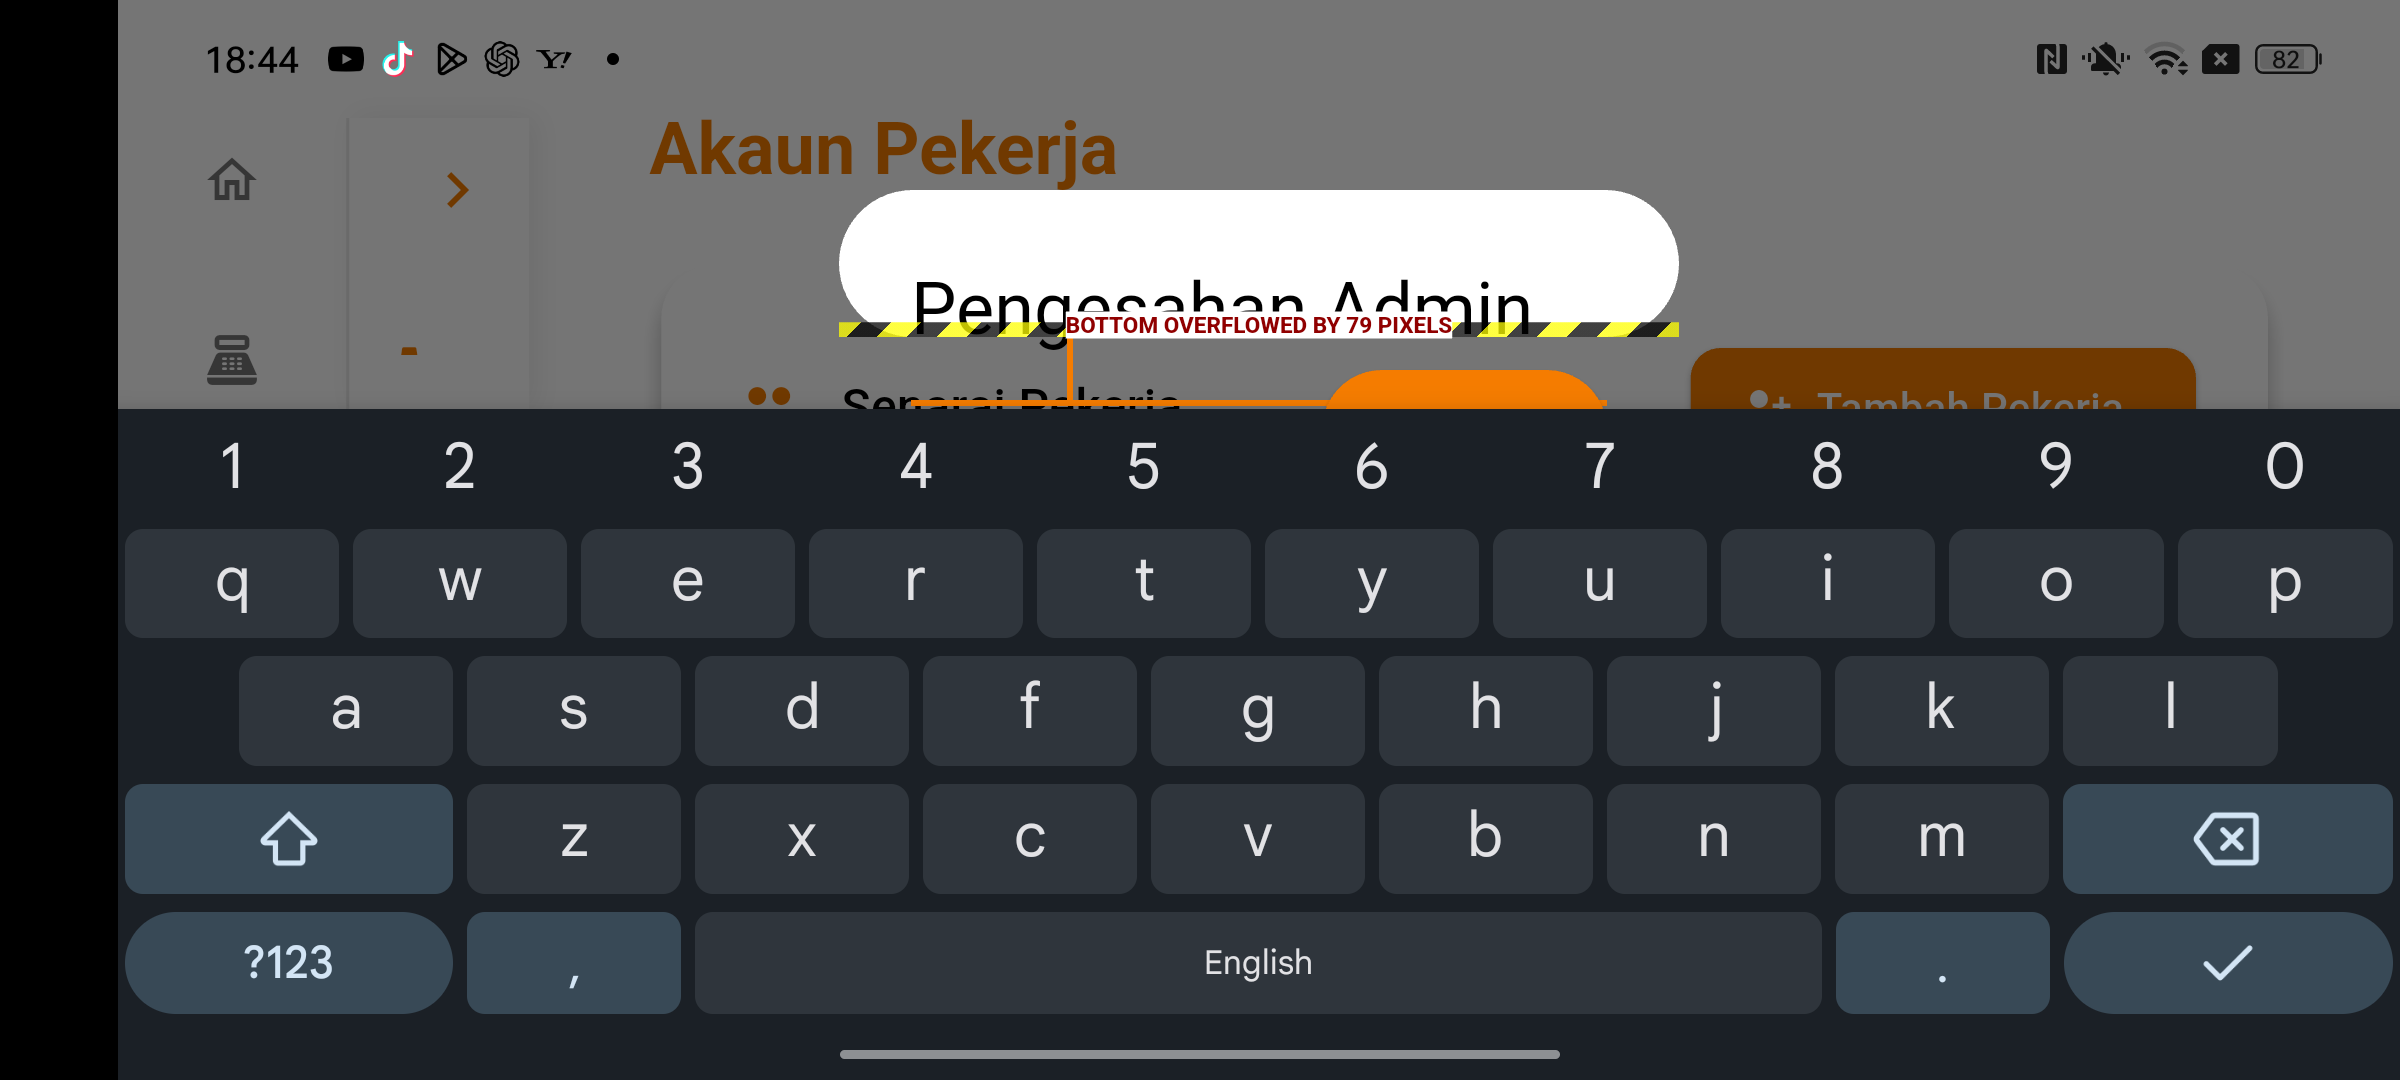 18:44 82
Akaun Pekerja
Pengesahan Admin
BOTTOM OVERFLOWED BY 79 PIXELS
Senarai Pekerja
Tambah Pekerja
1 2 3 4 5 6 7 8 9 0
q w e r t y u i o p
a s d f g h j k l
z x c v b n m
?123 , English .